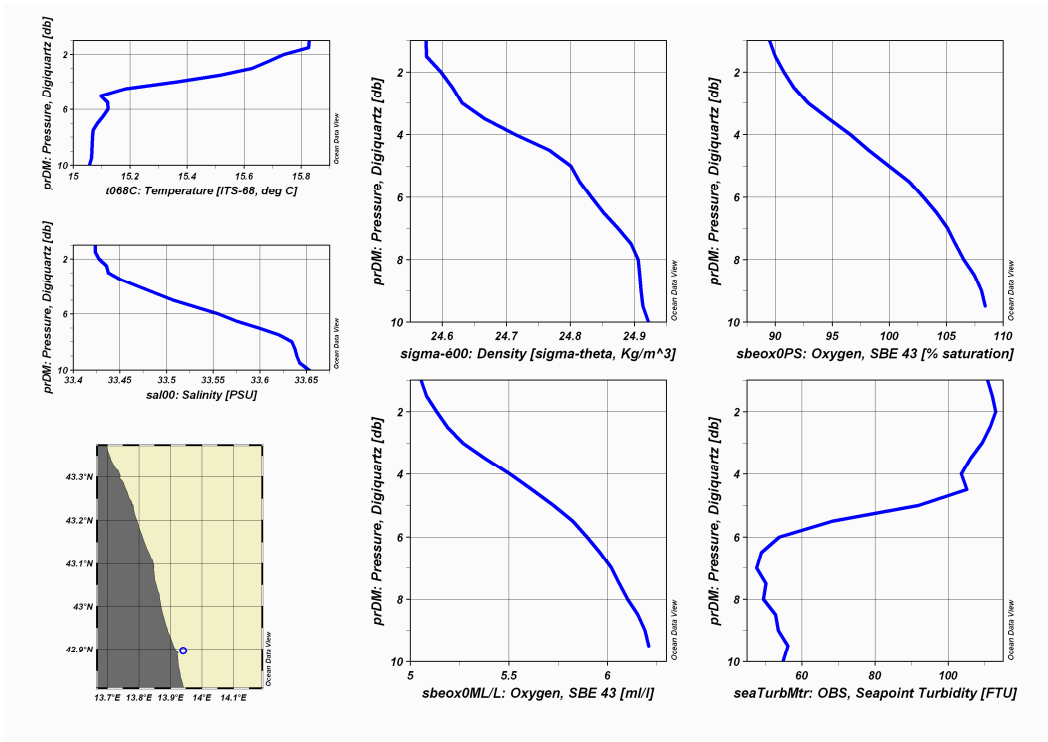 prDM: Pressure, Digiquartz [db]
2
6
10
15
15.2
15.4
15.6
15.8
t068C: Temperature [ITS-68, deg C]
Ocean Data View
prDM: Pressure, Digiquartz [db]
2
6
10
33.4
33.45
33.5
33.55
33.6
33.65
sal00: Salinity [PSU]
Ocean Data View
43.3°N
43.2°N
43.1°N
43°N
42.9°N
13.7°E
13.8°E
13.9°E
14°E
14.1°E
Ocean Data View
prDM: Pressure, Digiquartz [db]
2
4
6
8
10
24.6
24.7
24.8
24.9
sigma-é00: Density [sigma-theta, Kg/m^3]
Ocean Data View
prDM: Pressure, Digiquartz [db]
2
4
6
8
10
5
5.5
6
sbeox0ML/L: Oxygen, SBE 43 [ml/l]
Ocean Data View
prDM: Pressure, Digiquartz [db]
2
4
6
8
10
90
95
100
105
110
sbeox0PS: Oxygen, SBE 43 [% saturation]
Ocean Data View
prDM: Pressure, Digiquartz [db]
2
4
6
8
10
60
80
100
seaTurbMtr: OBS, Seapoint Turbidity [FTU]
Ocean Data View